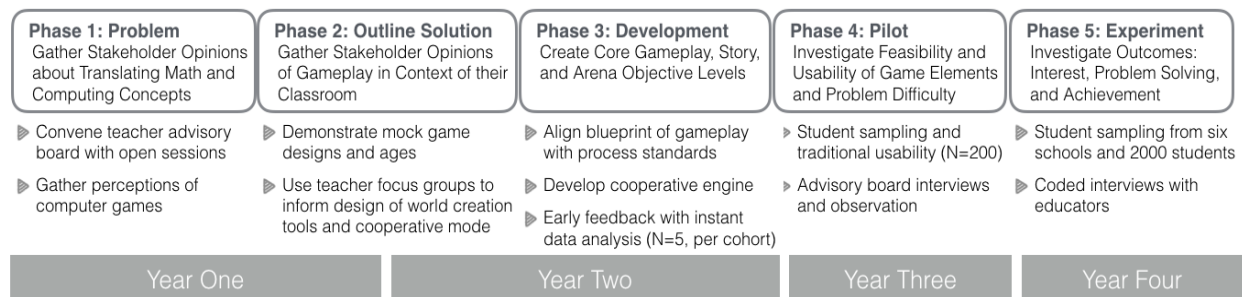 Phase 1: Problem
Gather Stakeholder Opinions
about Translating Math and
Computing Concepts
Convene teacher advisory
board with open sessions
Gather perceptions of
computer games
Phase 2: Outline Solution
Gather Stakeholder Opinions
of Gameplay in Context of their
Classroom
Demonstrate mock game
designs and ages
Use teacher focus groups to
inform design of world creation
tools and cooperative mode
Phase 3: Development
Create Core Gameplay, Story,
and Arena Objective Levels
Align blueprint of gameplay
with process standards
Develop cooperative engine
Early feedback with instant
data analysis (N=5, per cohort)
Phase 4: Pilot
Investigate Feasibility and
Usability of Game Elements
and Problem Difficulty
Student sampling and
traditional usability (N=200)
Advisory board interviews
and observation
Phase 5: Experiment
Investigate Outcomes:
Interest, Problem Solving,
and Achievement
Student sampling from six
schools and 2000 students
Coded interviews with
educators
Year One
Year Two
Year Three
Year Four